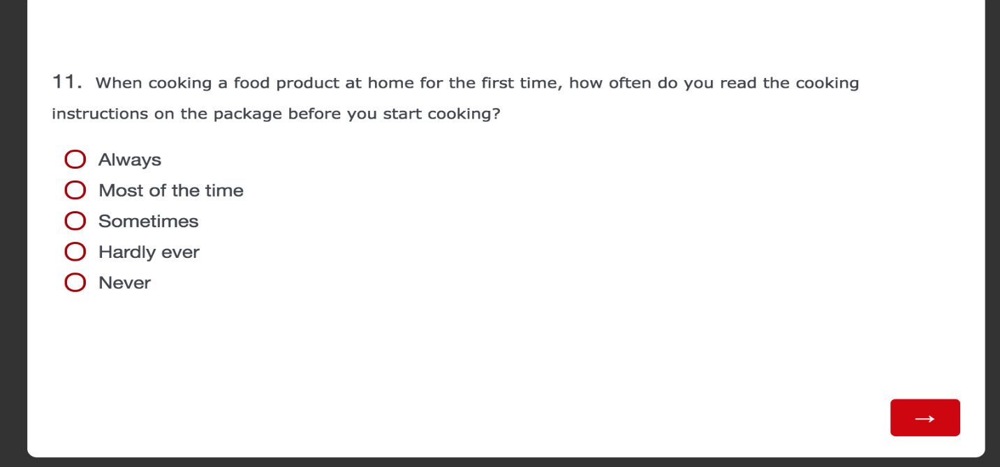 11. When cooking a food product at home for the first time, how often do you read the cooking
instructions on the package before you start cooking?
Always
Most of the time
Sometimes
Hardly ever
Never
→